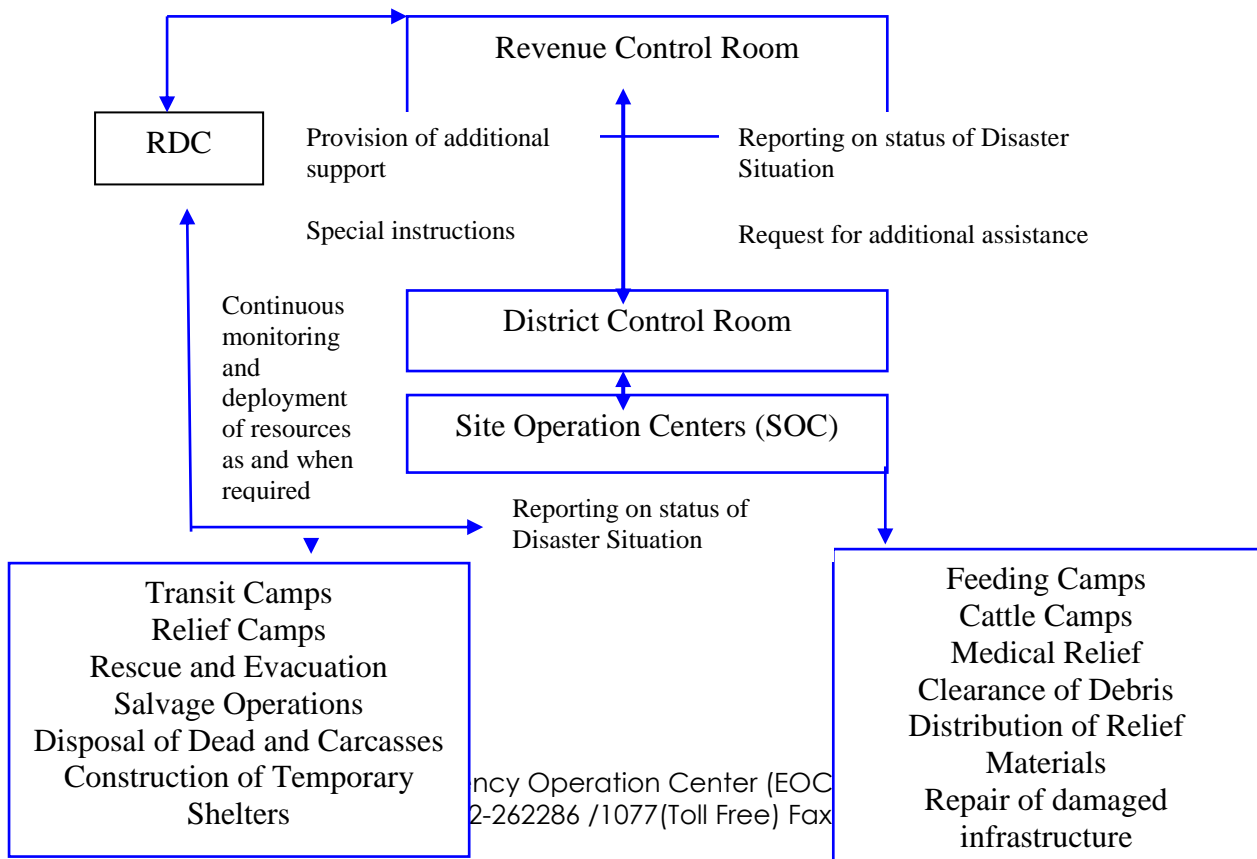 Revenue Control Room
RDC
Provision of additional
support
Special instructions
Reporting on status of Disaster
Situation
Request for additional assistance
District Control Room
Continuous
monitoring
and
deployment
of resources
as and when
required
Site Operation Centers (SOC)
Reporting on status of
Disaster Situation
Transit Camps
Relief Camps
Rescue and Evacuation
Salvage Operations
Disposal of Dead and Carcasses
Construction of Temporary
Shelters
Feeding Camps
Cattle Camps
Medical Relief
Clearance of Debris
Distribution of Relief
Materials
Repair of damaged
infrastructure
ency Operation Center (EOC
2-262286 /1077(Toll Free) Fax